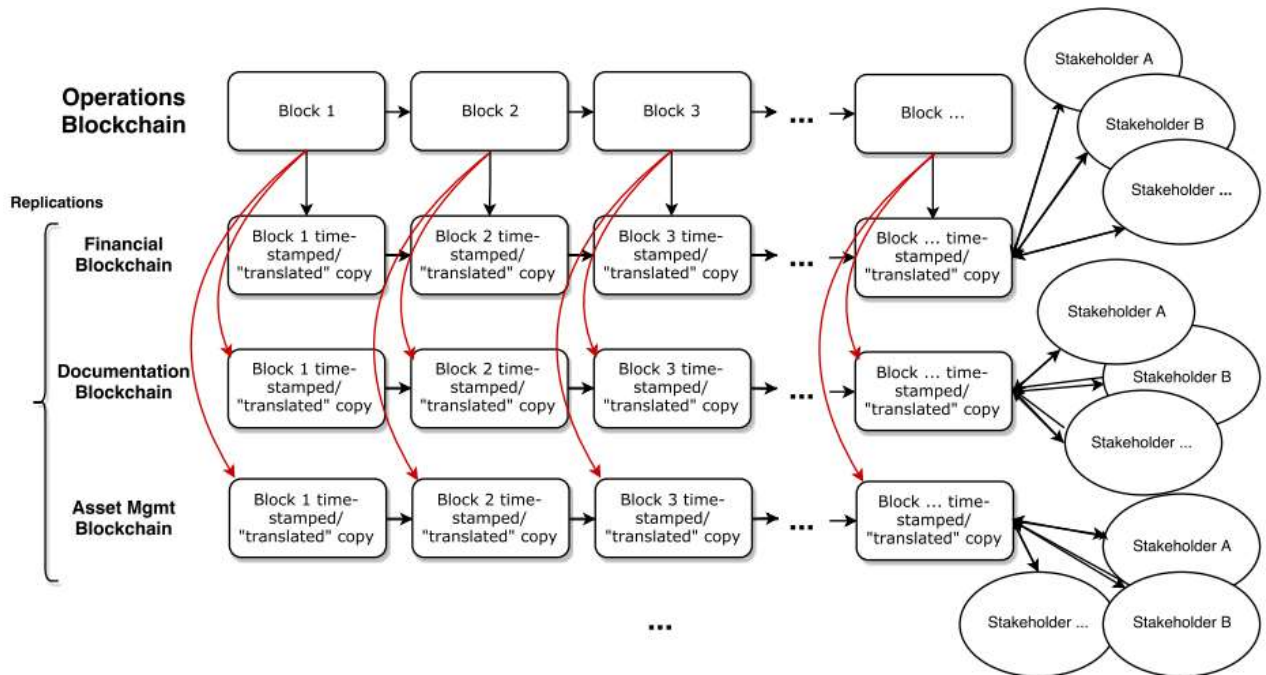 Operations
Blockchain
Block 1
Block 2
Block 3
...
Block ...
Stakeholder A
Stakeholder B
Stakeholder ...
Replications
Financial
Blockchain
Block 1 time-
stamped/
"translated" copy
Block 2 time-
stamped/
"translated" copy
Block 3 time-
stamped/
"translated" copy
...
Block ... time-
stamped/
"translated" copy
Documentation
Blockchain
Block 1 time-
stamped/
"translated" copy
Block 2 time-
stamped/
"translated" copy
Block 3 time-
stamped/
"translated" copy
...
Block ... time-
stamped/
"translated" copy
Stakeholder A
Stakeholder B
Stakeholder ...
Asset Mgmt
Blockchain
Block 1 time-
stamped/
"translated" copy
Block 2 time-
stamped/
"translated" copy
Block 3 time-
stamped/
"translated" copy
...
Block ... time-
stamped/
"translated" copy
Stakeholder A
Stakeholder ...
Stakeholder B
...